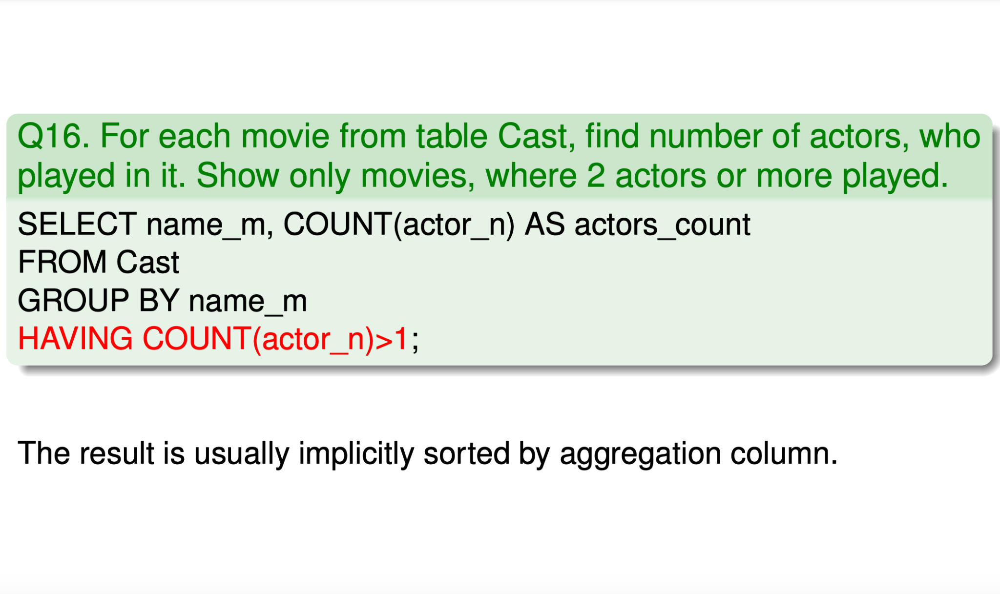 Q16. For each movie from table Cast, find number of actors, who
played in it. Show only movies, where 2 actors or more played.
SELECT name_m, COUNT(actor_n) AS actors_count
FROM Cast
GROUP BY name_m
HAVING COUNT(actor_n)>1;
The result is usually implicitly sorted by aggregation column.